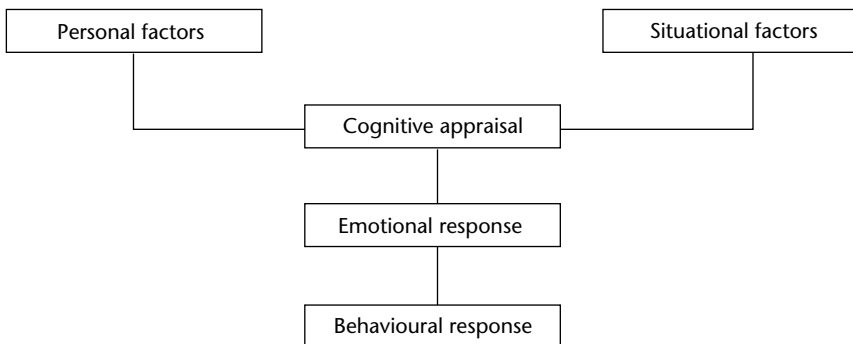 Personal factors
Situational factors
Cognitive appraisal
Emotional response
Behavioural response